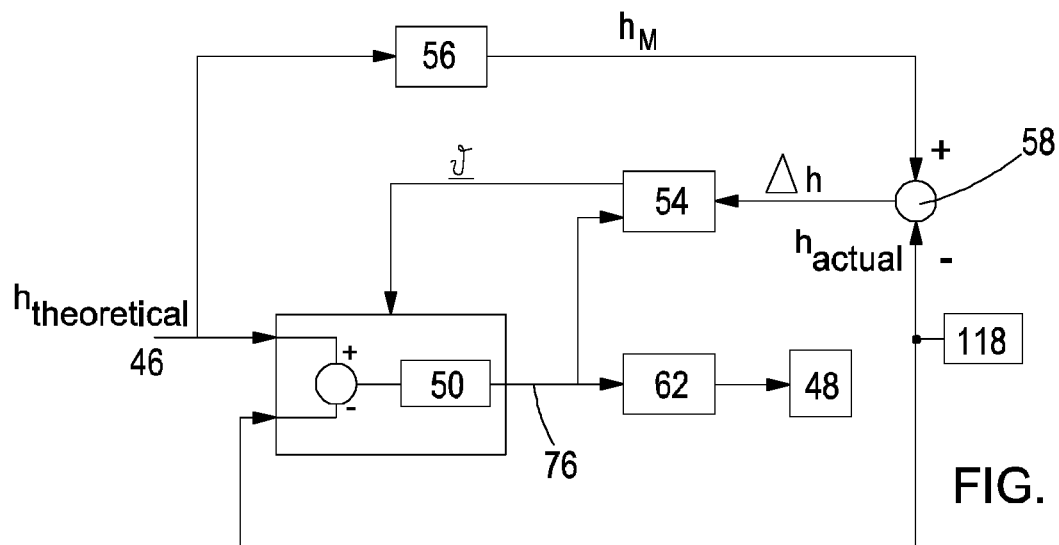 56
h_M
+
58
ϑ
54
Δh
h_actual
-
h_theoretical
46
+
-
50
62
48
118
76
FIG.